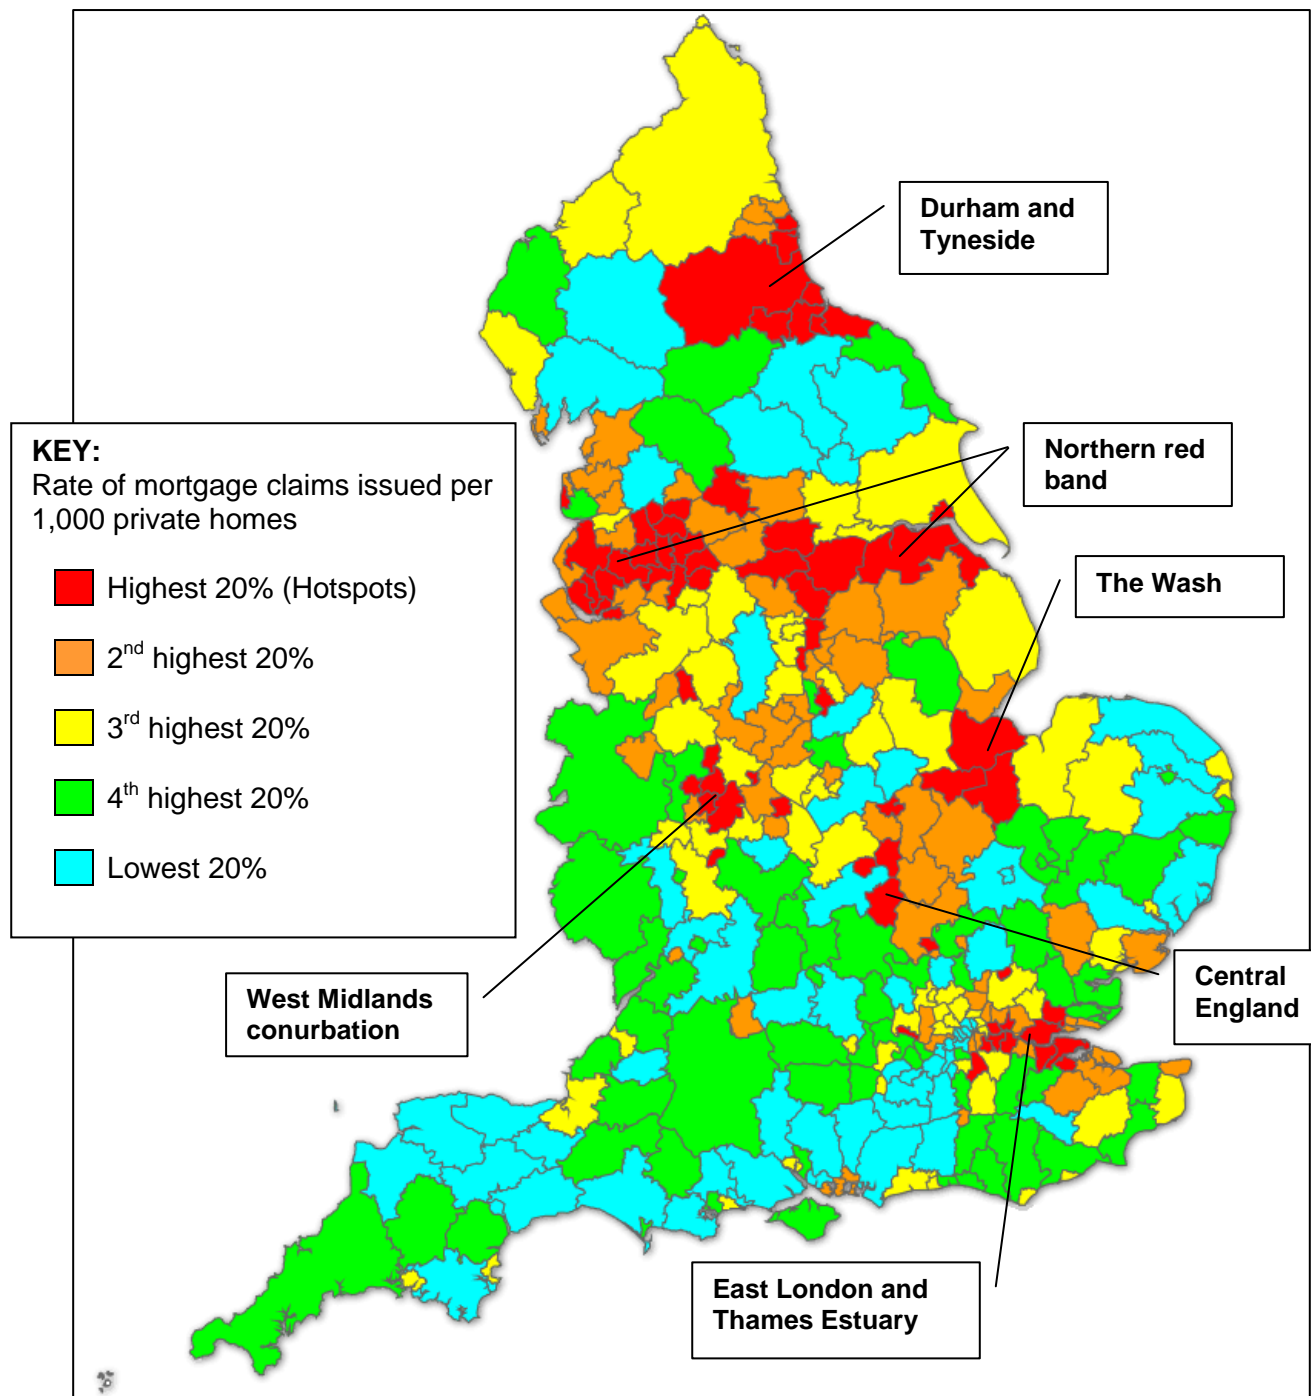 Durham and
Tyneside
Northern red
band
KEY:
Rate of mortgage claims issued per
1,000 private homes
Highest 20% (Hotspots)
2nd highest 20%
3rd highest 20%
4th highest 20%
Lowest 20%
The Wash
West Midlands
conurbation
Central
England
East London and
Thames Estuary